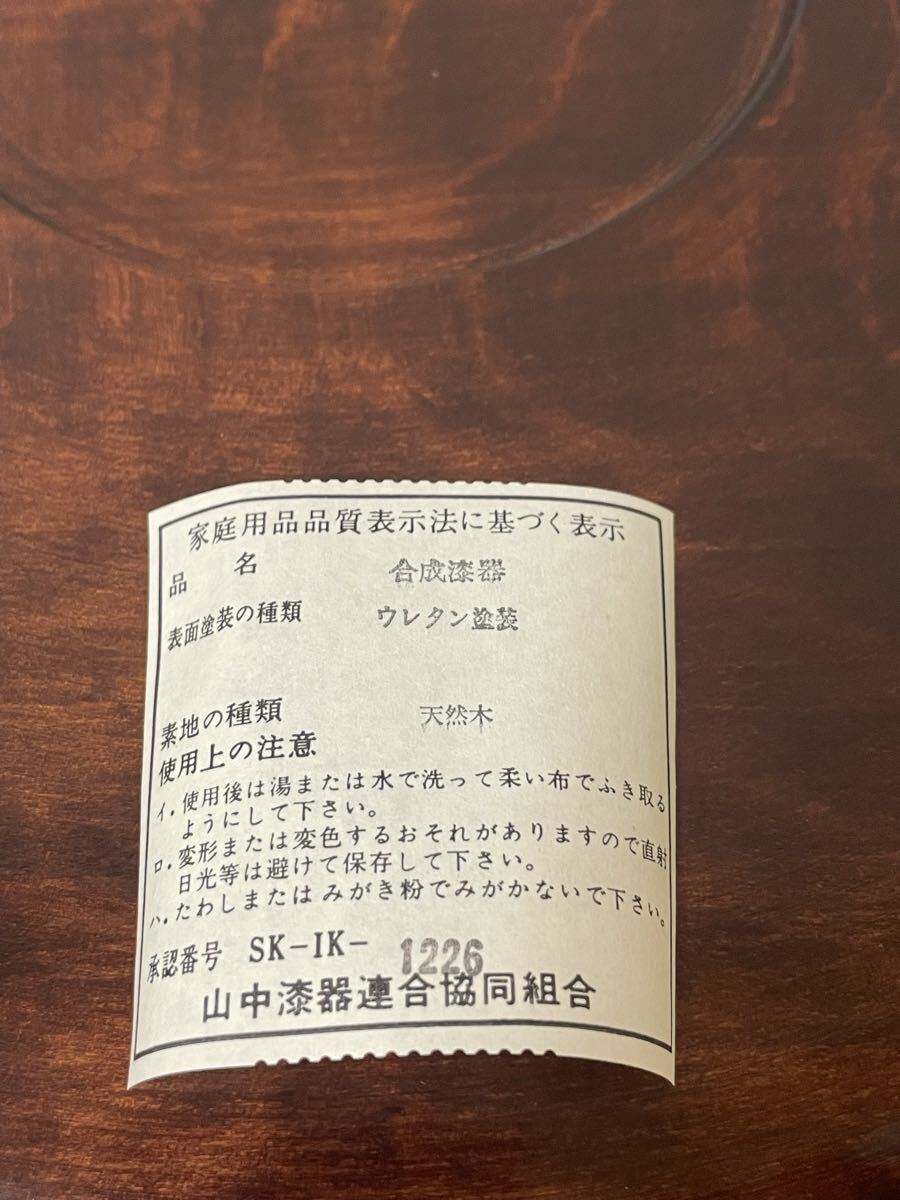 家庭用品品質表示法に基づく表示
品名 合成漆器
表面塗装の種類 ウレタン塗装
素地の種類 天然木
使用上の注意
イ.使用後は湯または水で洗って柔い布でふき取る
ようにして下さい。
ロ.変形または変色するおそれがありますので直射
日光等は避けて保存して下さい。
ハ.たわしまたはみがき粉でみがかないで下さい。
承認番号 SK-IK-1226
山中漆器連合協同組合